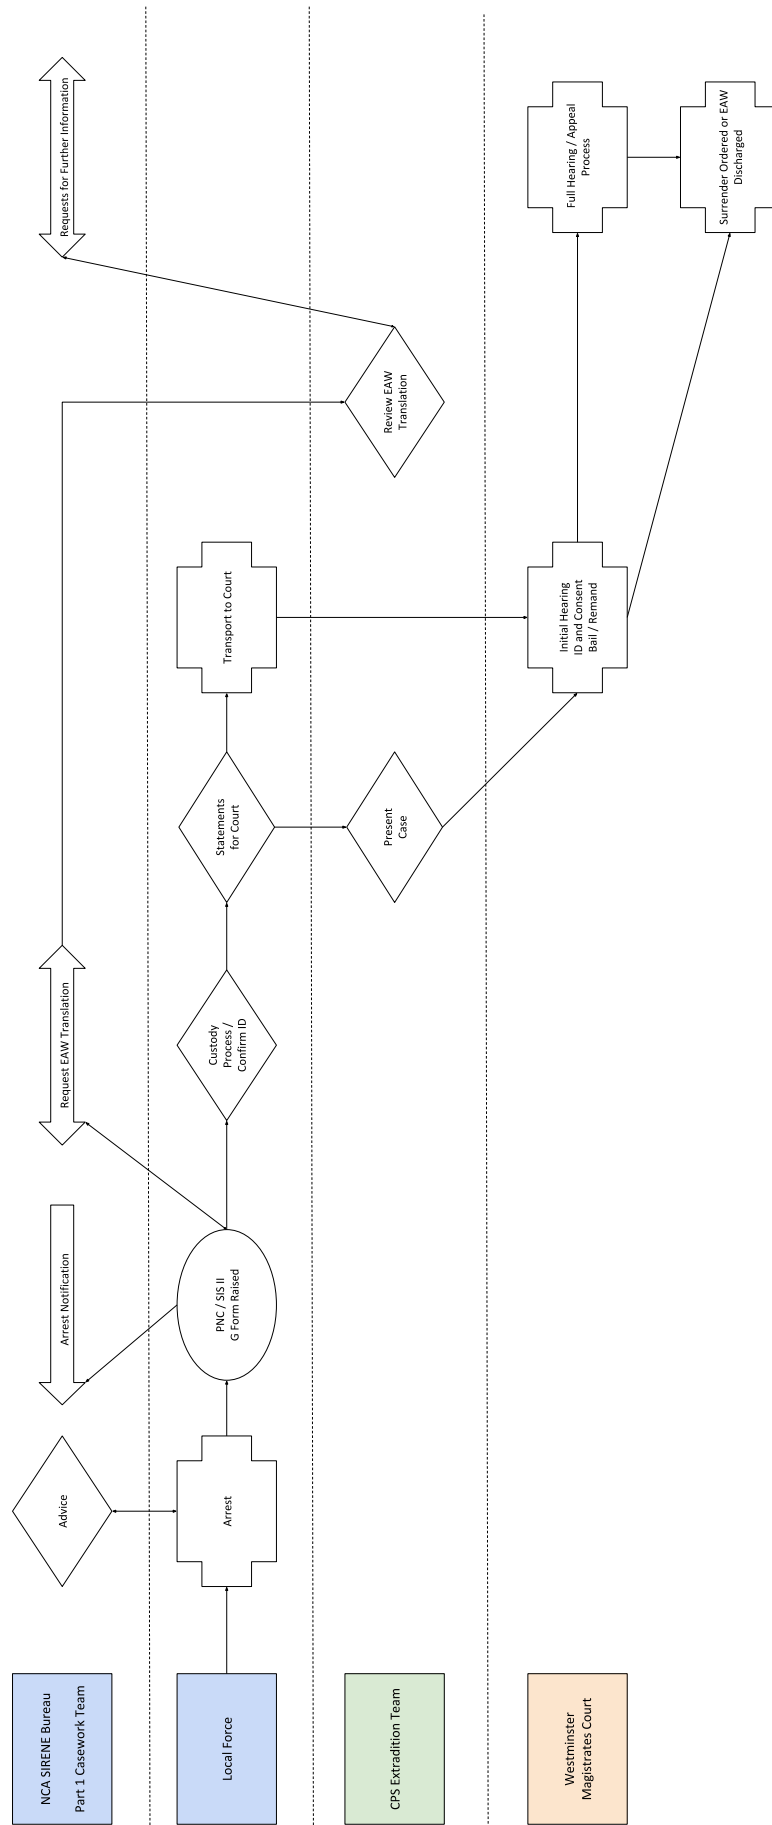 NCA SIRENE Bureau
Part 1 Casework Team
Advice
Arrest Notification
Request EAW Translation
Requests for Further Information
Local Force
Arrest
PNC / SIS II
G Form Raised
Custody
Process /
Confirm ID
Statements
for Court
Transport to Court
CPS Extradition Team
Present
Case
Review EAW
Translation
Westminster
Magistrates Court
Initial Hearing
ID and Consent
Bail / Remand
Full Hearing / Appeal
Process
Surrender Ordered or EAW
Discharged